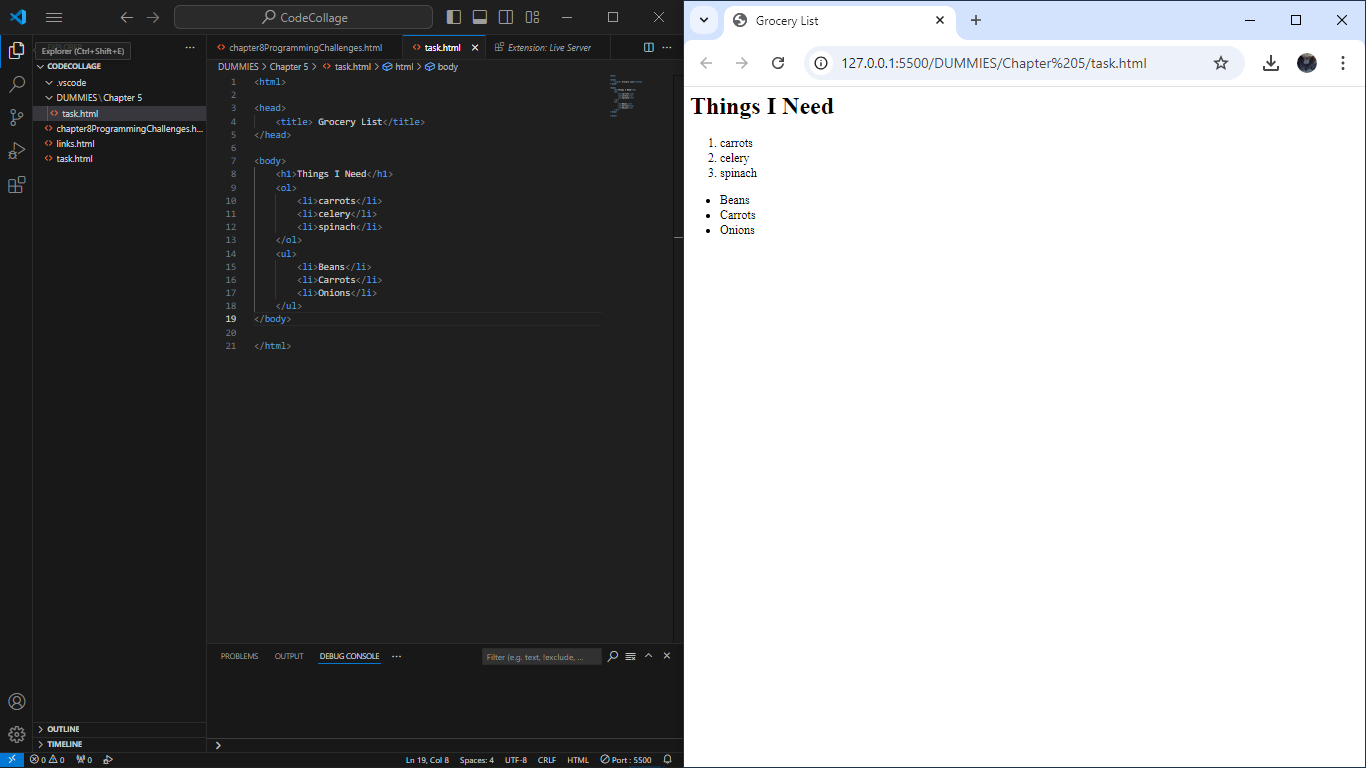 CodeCollage
Explorer (Ctrl+Shift+E)
CODECOLLAGE
.vscode
DUMMIES\Chapter 5
task.html
chapter8ProgrammingChallenges.h...
links.html
task.html
OUTLINE
TIMELINE
chapter8ProgrammingChallenges.html
task.html
Extension: Live Server
DUMMIES > Chapter 5 > task.html > html > body
1 <html>
2
3 <head>
4 <title> Grocery List</title>
5 </head>
6
7 <body>
8 <h1>Things I Need</h1>
9 <ol>
10 <li>carrots</li>
11 <li>celery</li>
12 <li>spinach</li>
13 </ol>
14 <ul>
15 <li>Beans</li>
16 <li>Carrots</li>
17 <li>Onions</li>
18 </ul>
19 </body>
20
21 </html>
PROBLEMS OUTPUT DEBUG CONSOLE ...
Filter (e.g. text, !exclude, ...
0 0 0 Ln 19, Col 8 Spaces: 4 UTF-8 CRLF HTML Port : 5500
Grocery List
127.0.0.1:5500/DUMMIES/Chapter%205/task.html
Things I Need
1. carrots
2. celery
3. spinach
• Beans
• Carrots
• Onions